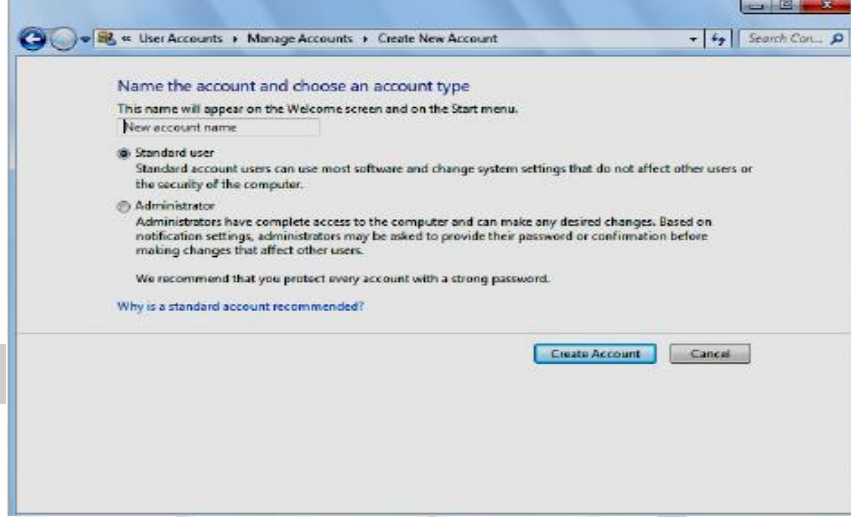 « User Accounts ▸ Manage Accounts ▸ Create New Account
Search Con...
Name the account and choose an account type
This name will appear on the Welcome screen and on the Start menu.
New account name
Standard user
Standard account users can use most software and change system settings that do not affect other users or
the security of the computer.
Administrator
Administrators have complete access to the computer and can make any desired changes. Based on
notification settings, administrators may be asked to provide their password or confirmation before
making changes that affect other users.
We recommend that you protect every account with a strong password.
Why is a standard account recommended?
Create Account
Cancel